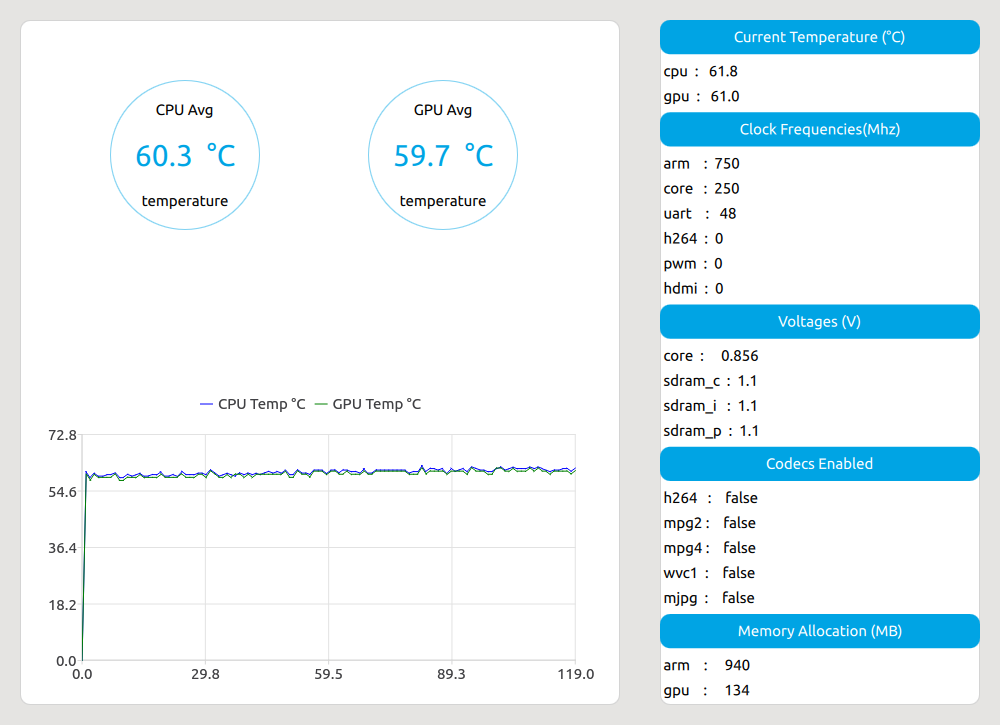 CPU Avg
60.3 °C
temperature
GPU Avg
59.7 °C
temperature
CPU Temp °C
GPU Temp °C
72.8
54.6
36.4
18.2
0.0
0.0 29.8 59.5 89.3 119.0
Current Temperature (°C)
cpu : 61.8
gpu : 61.0
Clock Frequencies(Mhz)
arm : 750
core : 250
uart : 48
h264 : 0
pwm : 0
hdmi : 0
Voltages (V)
core : 0.856
sdram_c : 1.1
sdram_i : 1.1
sdram_p : 1.1
Codecs Enabled
h264 : false
mpg2 : false
mpg4 : false
wvc1 : false
mjpg : false
Memory Allocation (MB)
arm : 940
gpu : 134